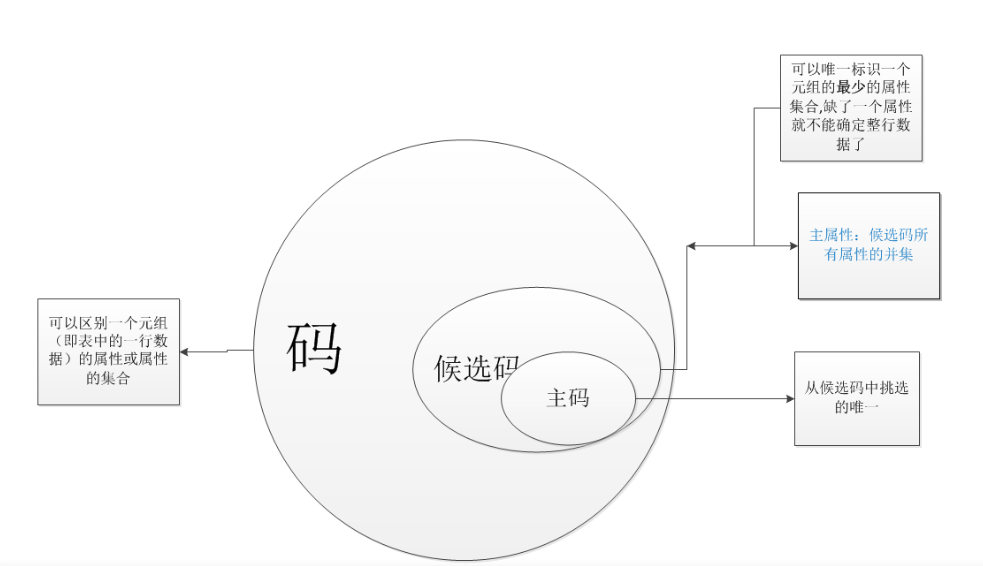 可以唯一标识一个
元组的最少的属性
集合,缺了一个属性
就不能确定整行数
据了
主属性：候选码所
有属性的并集
可以区别一个元组
（即表中的一行数
据）的属性或属性
的集合
码
候选码
主码
从候选码中挑选
的唯一